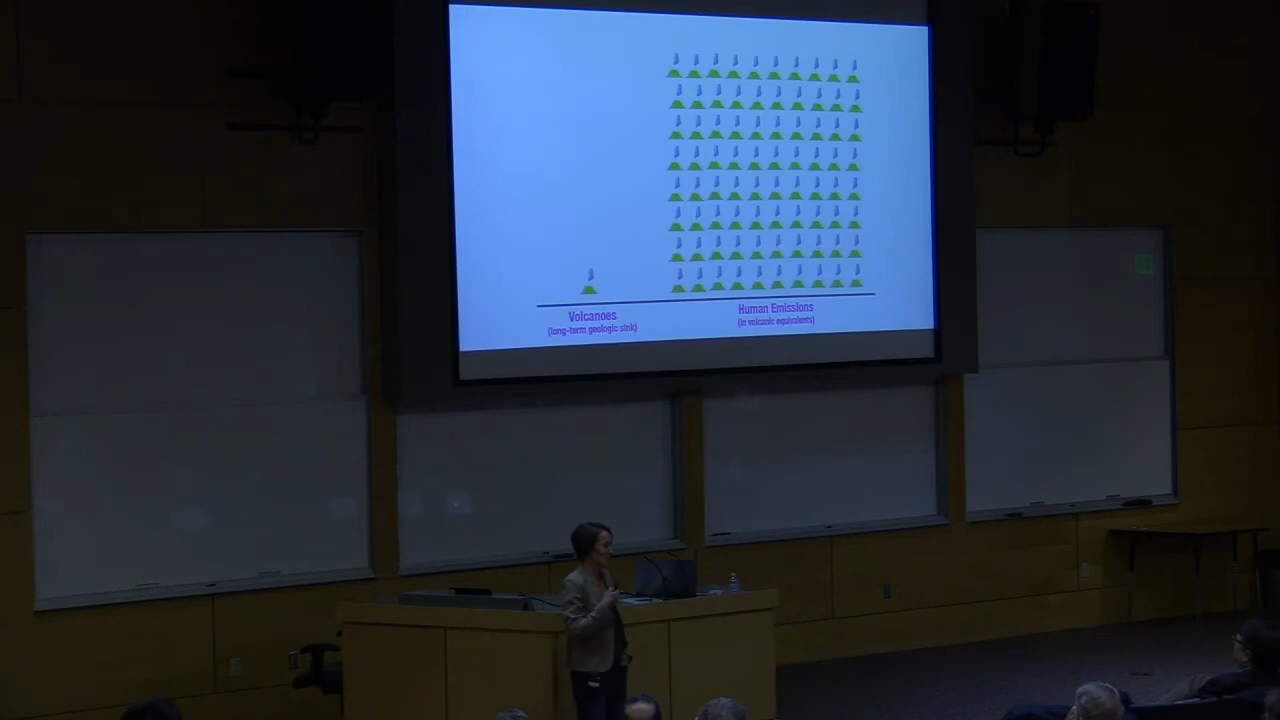 Volcanoes
(long-term geologic sink)
Human Emissions
(in volcanic equivalents)